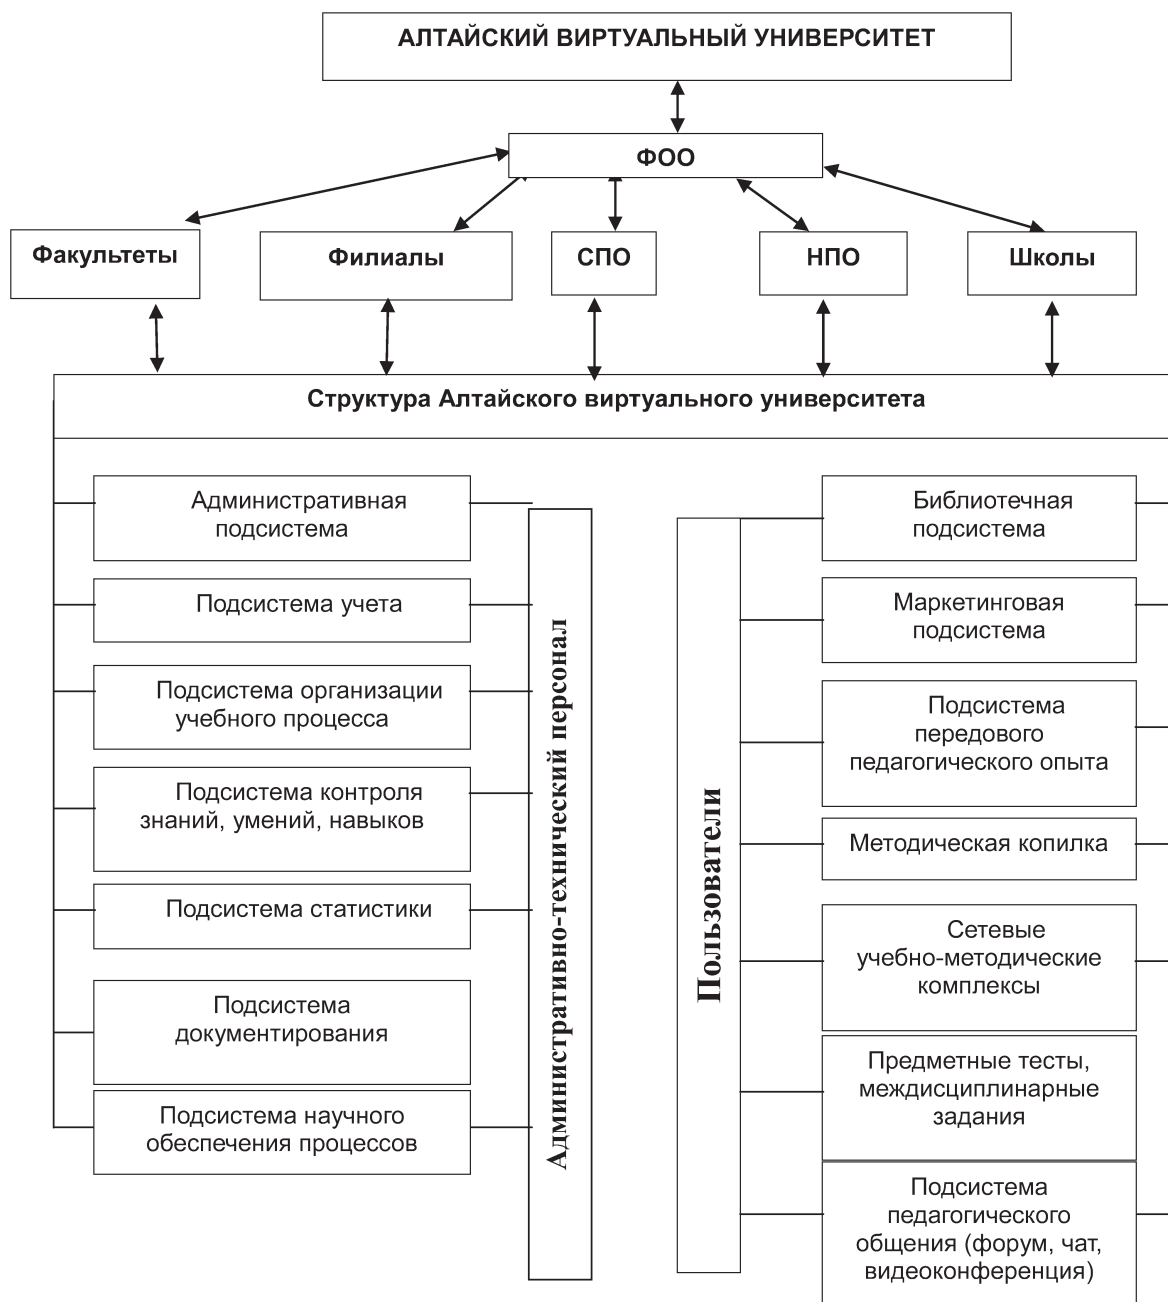 АЛТАЙСКИЙ ВИРТУАЛЬНЫЙ УНИВЕРСИТЕТ
ФОО
Факультеты
Филиалы
СПО
НПО
Школы
Структура Алтайского виртуального университета
Административная
подсистема
Подсистема учета
Подсистема организации
учебного процесса
Подсистема контроля
знаний, умений, навыков
Подсистема статистики
Подсистема
документирования
Подсистема научного
обеспечения процессов
Административно-технический персонал
Пользователи
Библиотечная
подсистема
Маркетинговая
подсистема
Подсистема
передового
педагогического опыта
Методическая копилка
Сетевые
учебно-методические
комплексы
Предметные тесты,
междисциплинарные
задания
Подсистема
педагогического
общения (форум, чат,
видеоконференция)